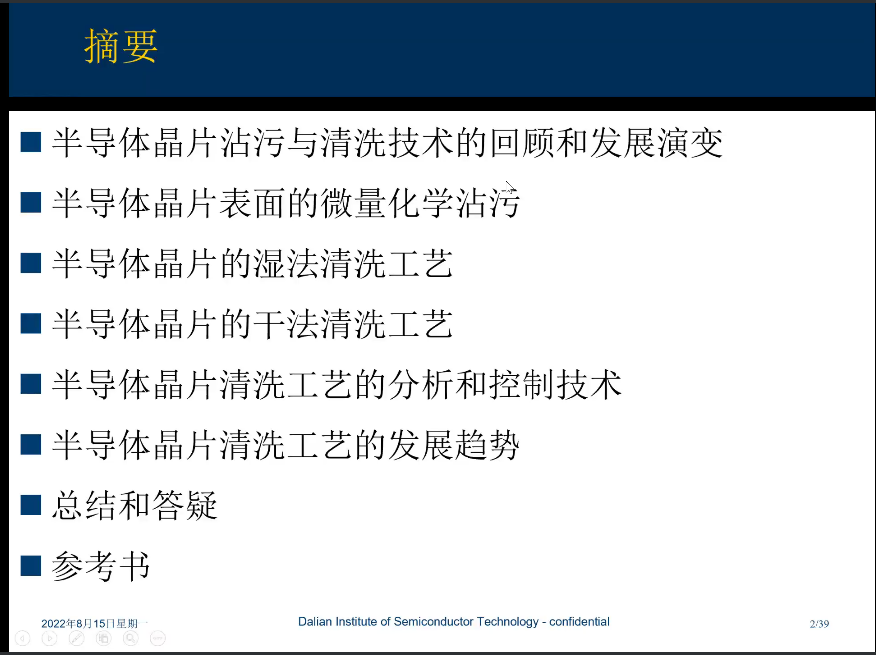 摘要
半导体晶片沾污与清洗技术的回顾和发展演变
半导体晶片表面的微量化学沾污
半导体晶片的湿法清洗工艺
半导体晶片的干法清洗工艺
半导体晶片清洗工艺的分析和控制技术
半导体晶片清洗工艺的发展趋势
总结和答疑
参考书
2022年8月15日星期一
Dalian Institute of Semiconductor Technology - confidential
2/39